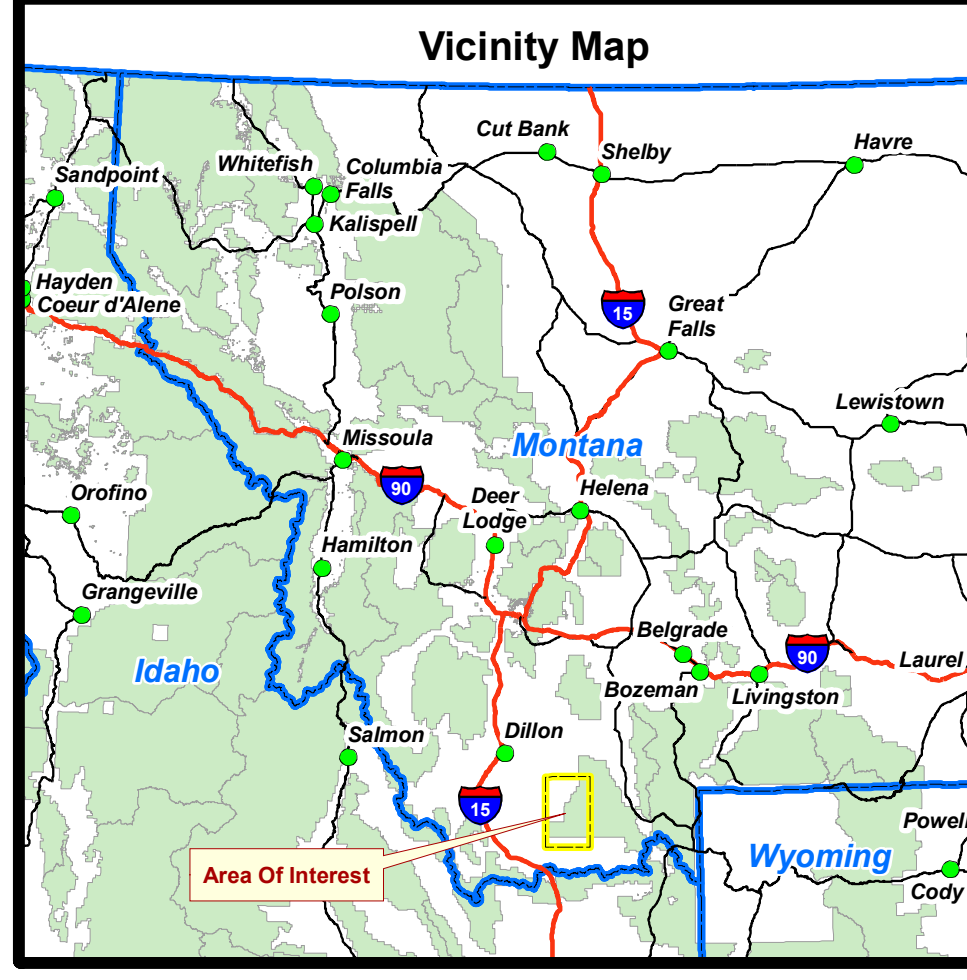 Vicinity Map
Cut Bank
Havre
Shelby
Whitefish
Columbia
Falls
Sandpoint
Kalispell
Hayden
Coeur d'Alene
Polson
15
Great
Falls
Lewistown
Missoula
Montana
90
Deer
Lodge
Helena
Orofino
Hamilton
Grangeville
Belgrade
90
Laurel
Idaho
Bozeman
Livingston
Salmon
Dillon
15
Powell
Wyoming
Area Of Interest
Cody